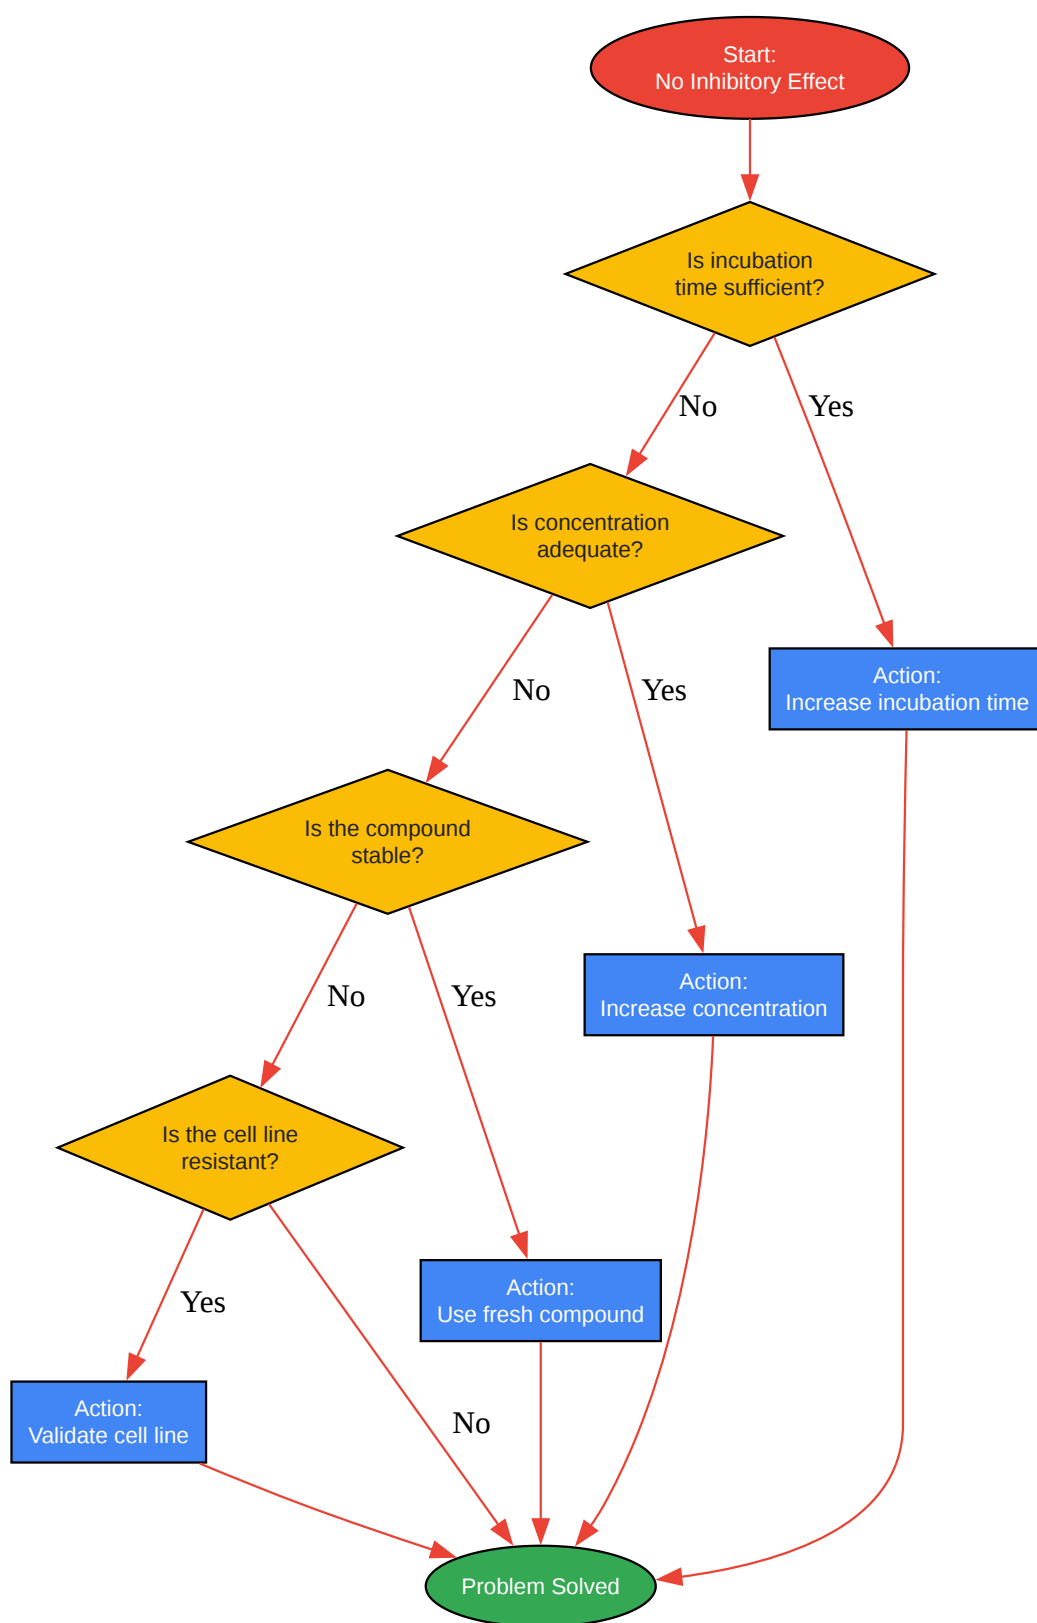 Start:
No Inhibitory Effect
Is incubation
time sufficient?
No
Yes
Is concentration
adequate?
No
Yes
Action:
Increase incubation time
Is the compound
stable?
No
Yes
Action:
Increase concentration
Is the cell line
resistant?
Yes
No
Action:
Use fresh compound
Action:
Validate cell line
Problem Solved